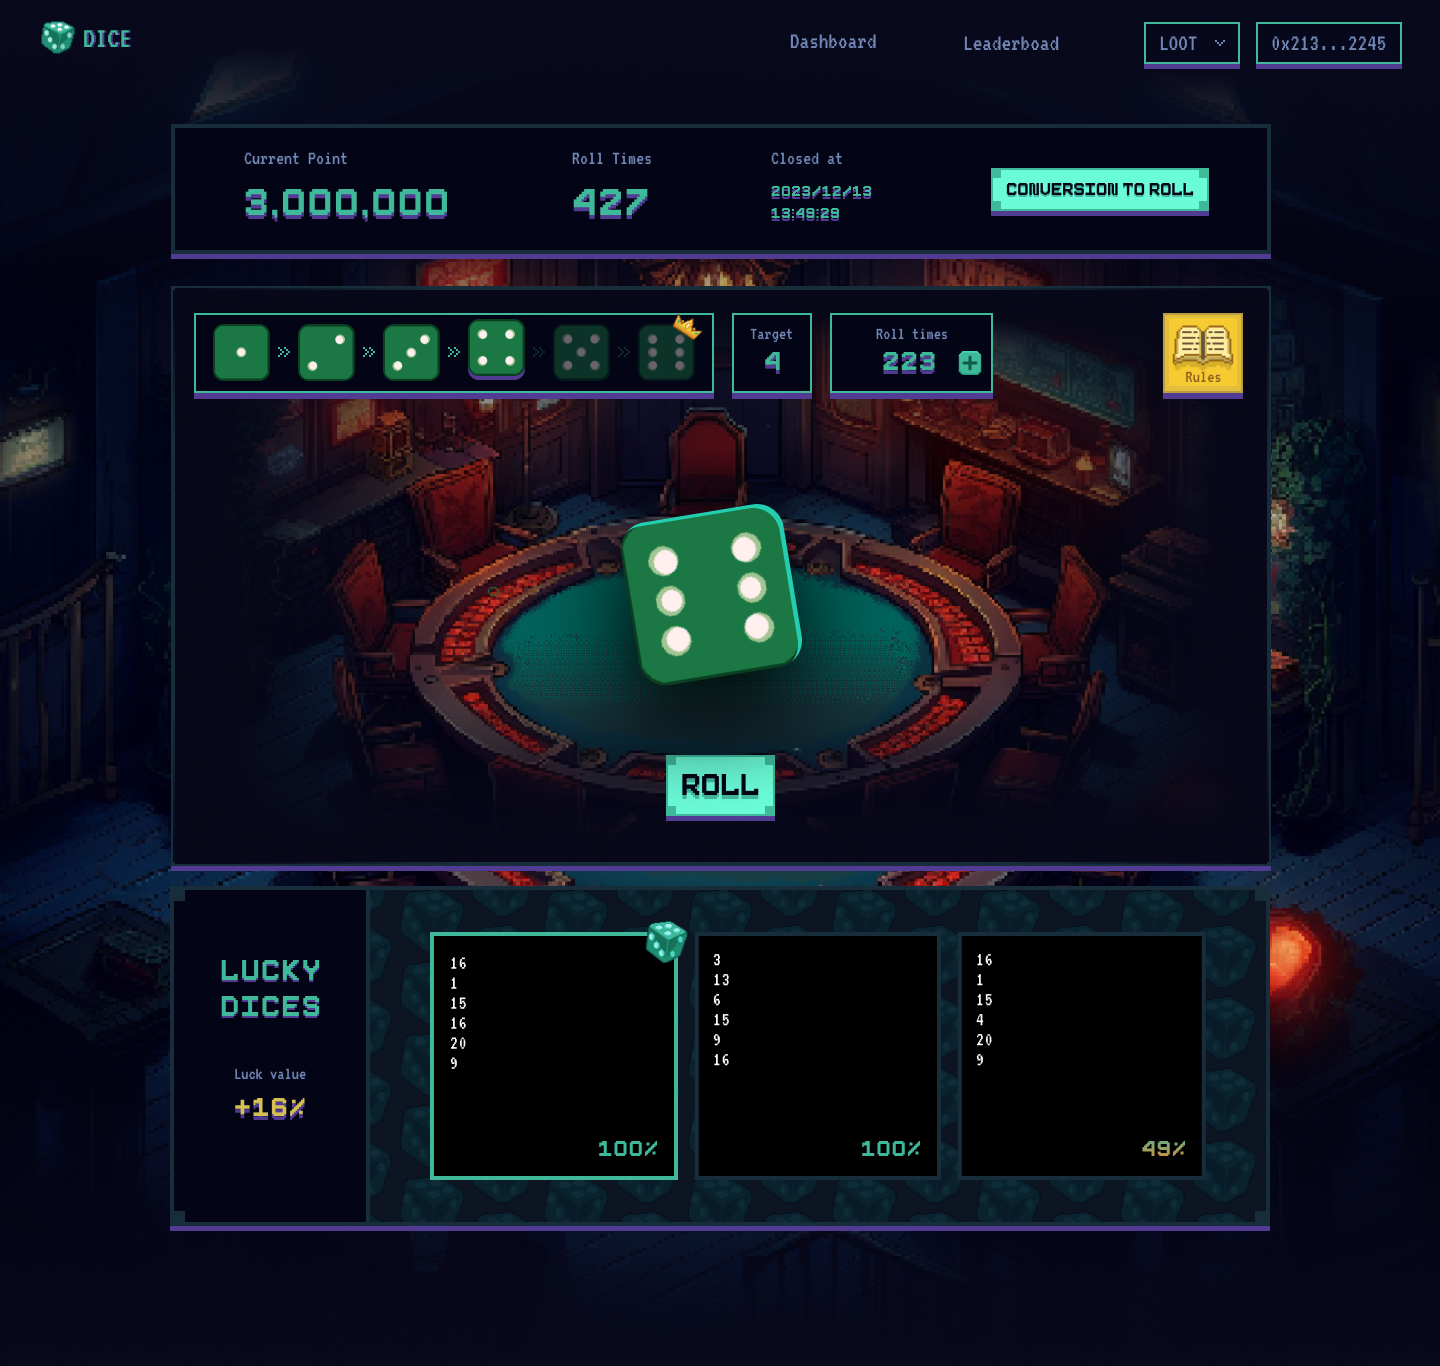 DICE
Dashboard
Leaderboad
LOOT
0x213...2245
Current Point
3,000,000
Roll Times
427
Closed at
2023/12/13
13:49:29
CONVERSION TO ROLL
Target
4
Roll times
223
Rules
ROLL
LUCKY
DICES
Luck value
+16%
16
1
15
16
20
9
100%
3
13
6
15
9
16
100%
16
1
15
4
20
9
49%